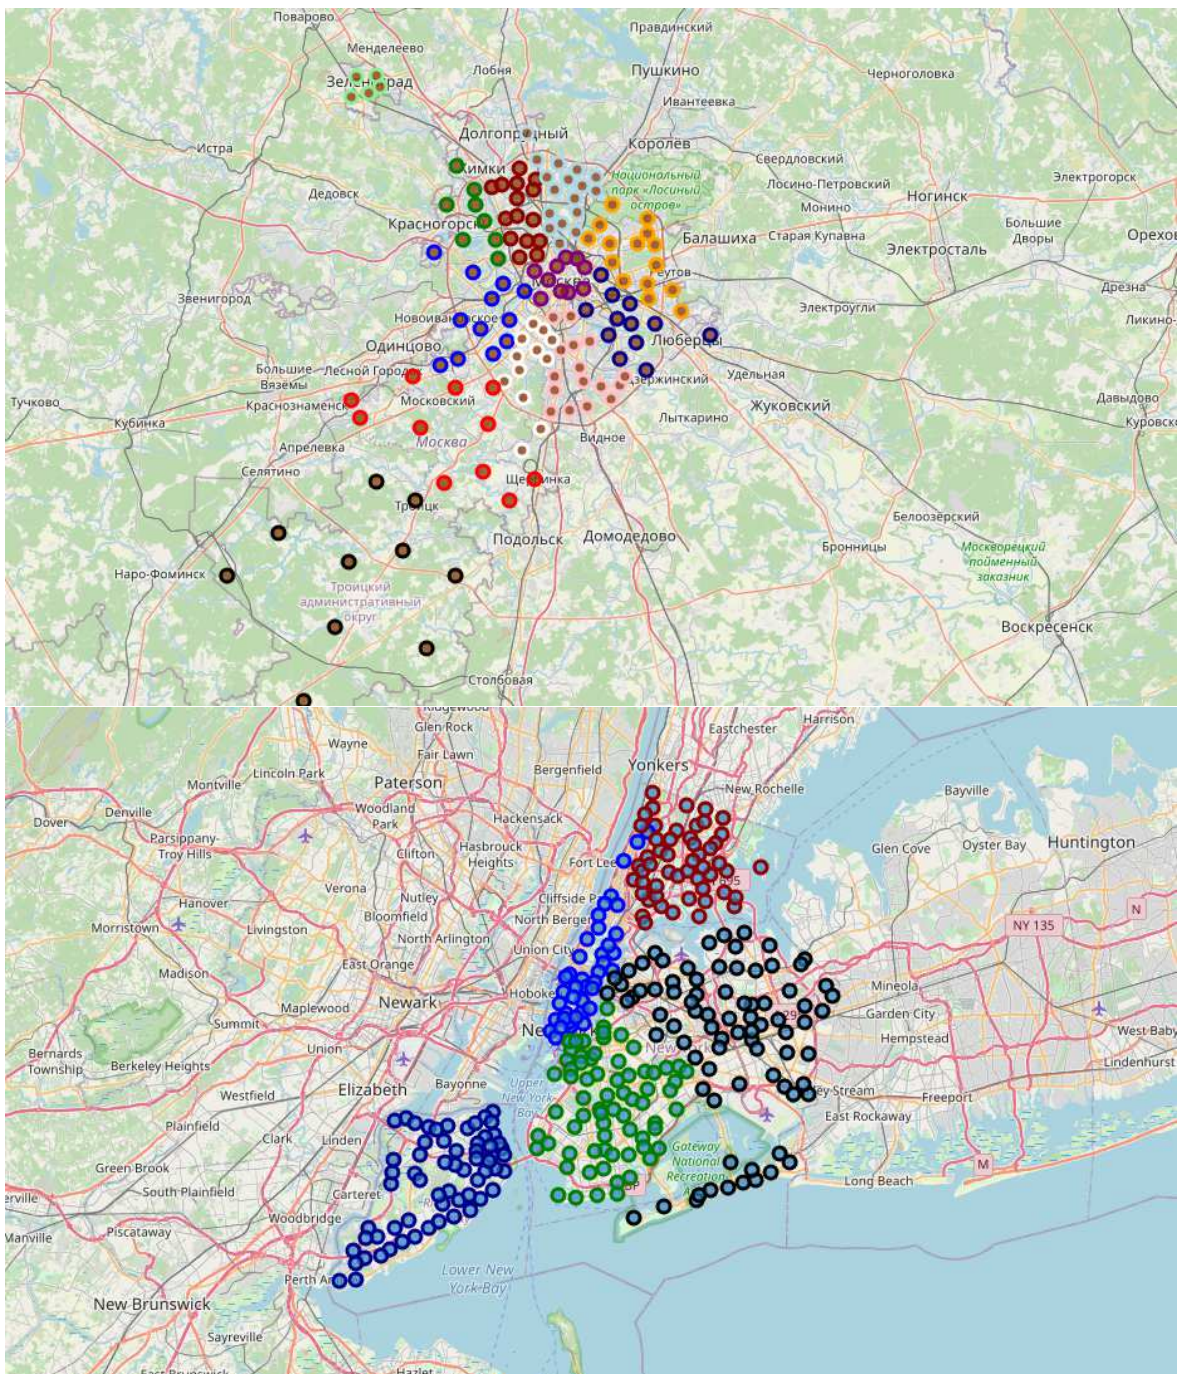 Поварово
Правдинский
Менделеево
Лобня
Пушкино
Черноголовка
Зеленоград
Ивантеевка
Долгопрудный
Королёв
Истра
Химки
Свердловский
Национальный
парк «Лосиный
остров»
Электрогорск
Дедовск
Лосино-Петровский
Ногинск
Монино
Красногорск
Балашиха
Старая Купавна
Большие
Дворы
Электросталь
Звенигород
Москва
Реутов
Дрезна
Электроугли
Новоивановское
Одинцово
Люберцы
Большие
Вяземы
Лесной Городок
Дзержинский
Удельная
Тучково
Краснознаменск
Московский
Жуковский
Давыдово
Кубинка
Лыткарино
Апрелевка
Москва
Видное
Селятино
Щербинка
Троицк
Белоозёрский
Подольск
Домодедово
Бронницы
Москворецкий
пойменный
заказник
Наро-Фоминск
Троицкий
административный
округ
Воскресенск
Столбовая
Glen Rock
Eastchester
Harrison
Wayne
Fair Lawn
Yonkers
Lincoln Park
Paterson
Bergenfield
Montville
New Rochelle
Bayville
Denville
Woodland
Park
Hackensack
Dover
Parsippany-
Troy Hills
Clifton
Hasbrouck
Heights
Fort Lee
Glen Cove
Oyster Bay
Huntington
Verona
Nutley
695
Hanover
Bloomfield
North Bergen
N
Morristown
Livingston
North Arlington
NY 135
Union City
East Orange
Madison
Mineola
Maplewood
Newark
Hoboken
Summit
Garden City
West Baby
Union
Hempstead
Bernards
Township
Berkeley Heights
Lindenhurst
Elizabeth
Bayonne
Upper
New York
Bay
Westfield
Freeport
Plainfield
East Rockaway
Clark
Linden
Gateway
National
Recreation
Green Brook
M
South Plainfield
Carteret
Long Beach
Woodbridge
Piscataway
Lower New
York Bay
New Brunswick
Sayreville